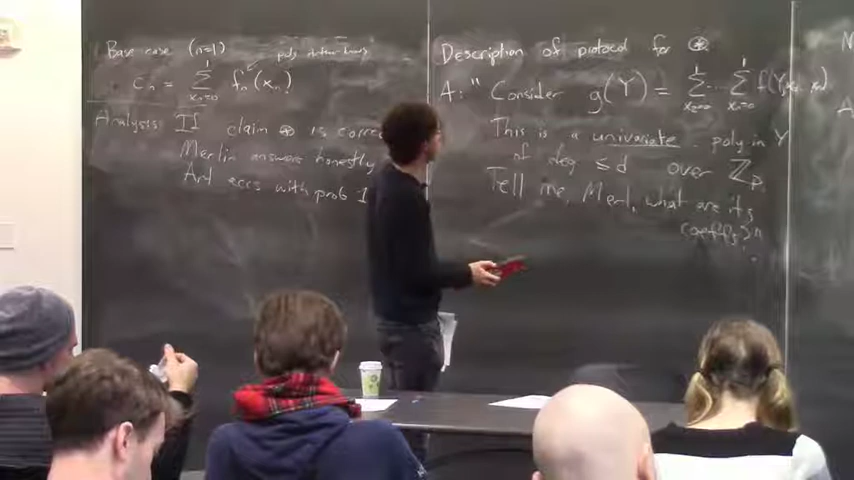 Base case (n=1)
C_n = Σ_{x_n=0}^{1} f_n(x_n)?
Analysis: If claim ⊛ is correct
Merlin answers honestly
Art accs with prob 1
Description of protocol for ⊛
A: "Consider g(Y) = Σ_{x_2=0}^{1} ... Σ_{x_n=0}^{1} f(Y, x_2, .., x_n)
This is a univariate poly in Y
of deg ≤ d over ℤ_p.
Tell me, Merl, what are its
coeffs?"